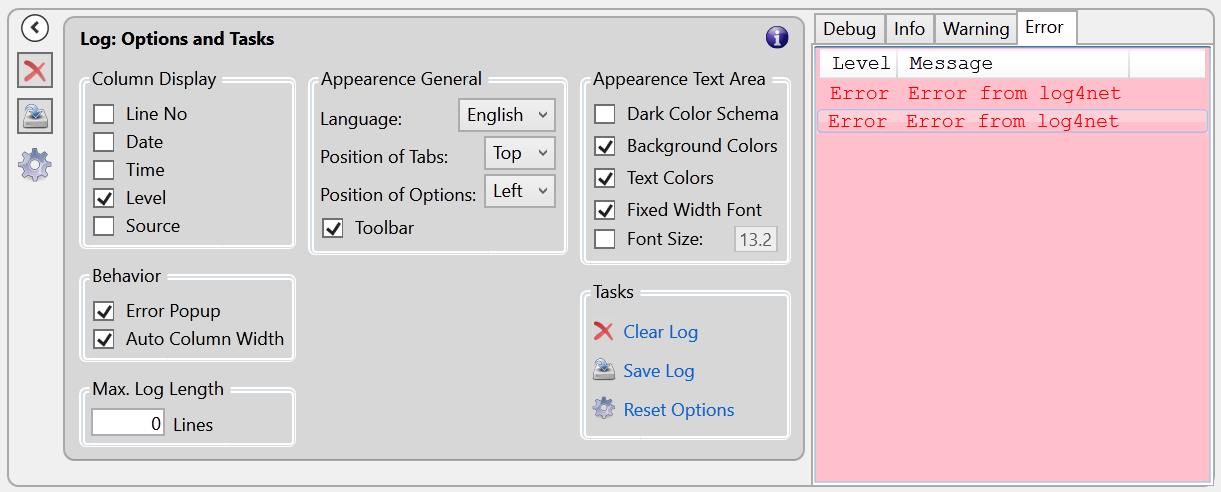 Log: Options and Tasks
Column Display
Line No
Date
Time
Level
Source
Behavior
Error Popup
Auto Column Width
Max. Log Length
0 Lines
Appearence General
Language: English
Position of Tabs: Top
Position of Options: Left
Toolbar
Appearence Text Area
Dark Color Schema
Background Colors
Text Colors
Fixed Width Font
Font Size: 13.2
Tasks
Clear Log
Save Log
Reset Options
Debug Info Warning Error
Level Message
Error Error from log4net
Error Error from log4net